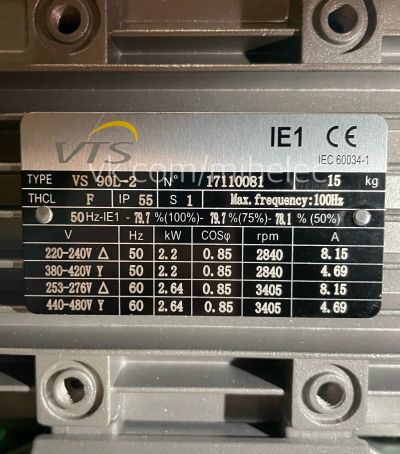 VTS
IE1 CE
IEC 60034-1
TYPE VS 90L-2 N° 17110081 15 kg
THCL F IP 55 S 1 Max. frequency:100Hz
50 Hz-IE1 - 79.7 %(100%)- 79.7 %(75%)- 78.1 % (50%)
V Hz kW COSφ rpm A
220-240V Δ 50 2.2 0.85 2840 8.15
380-420V Y 50 2.2 0.85 2840 4.69
253-276V Δ 60 2.64 0.85 3405 8.15
440-480V Y 60 2.64 0.85 3405 4.69